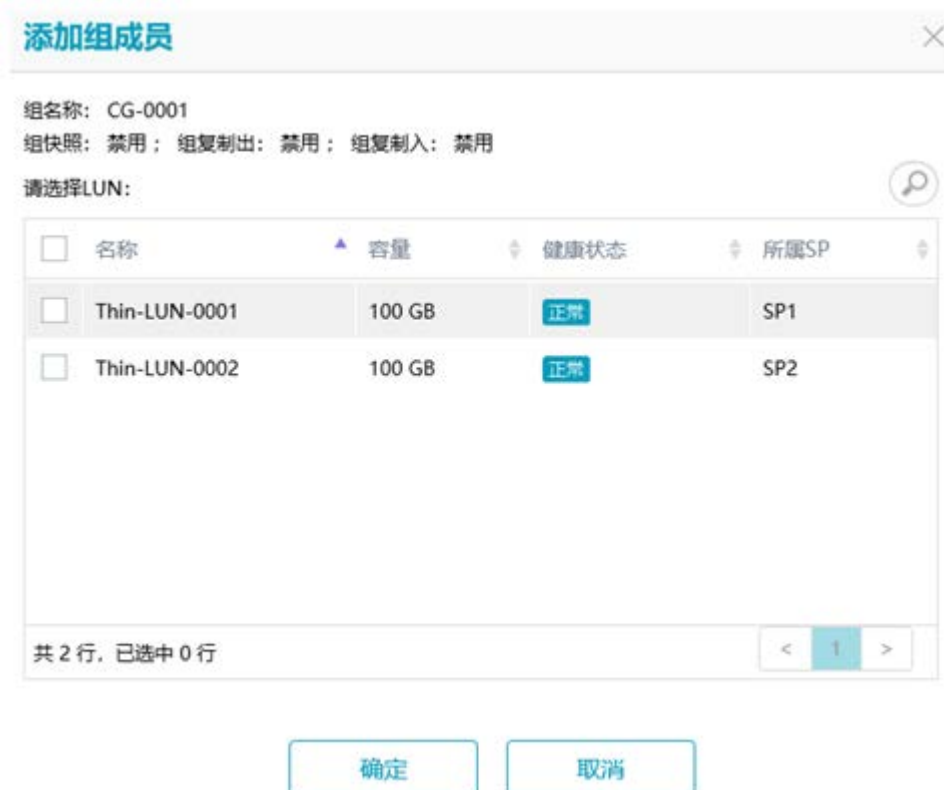 添加组成员
组名称： CG-0001
组快照： 禁用； 组复制出： 禁用； 组复制入： 禁用
请选择LUN：
名称 容量 健康状态 所属SP
Thin-LUN-0001 100 GB 正常 SP1
Thin-LUN-0002 100 GB 正常 SP2
共 2 行，已选中 0 行 < 1 >
确定 取消